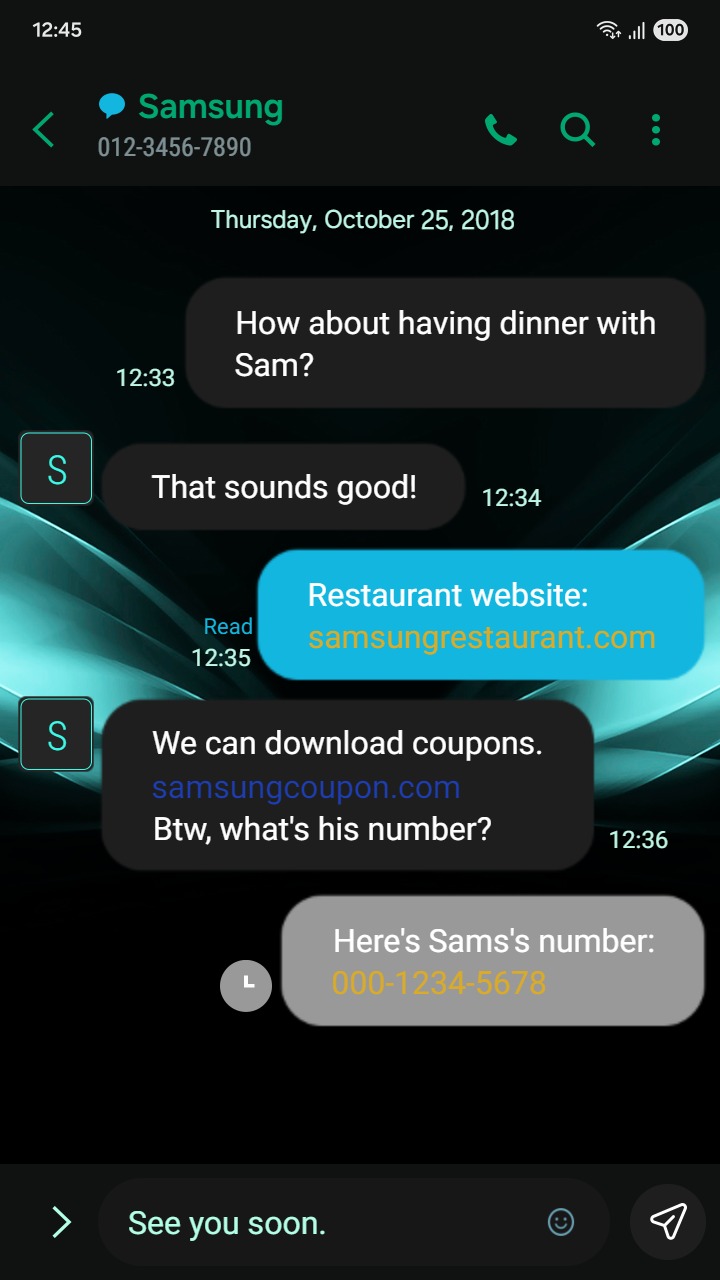 12:45
100
Samsung
012-3456-7890
Thursday, October 25, 2018
How about having dinner with
Sam?
12:33
S
That sounds good!
12:34
Restaurant website:
samsungrestaurant.com
Read
12:35
S
We can download coupons.
samsungcoupon.com
Btw, what's his number?
12:36
Here's Sams's number:
000-1234-5678
See you soon.